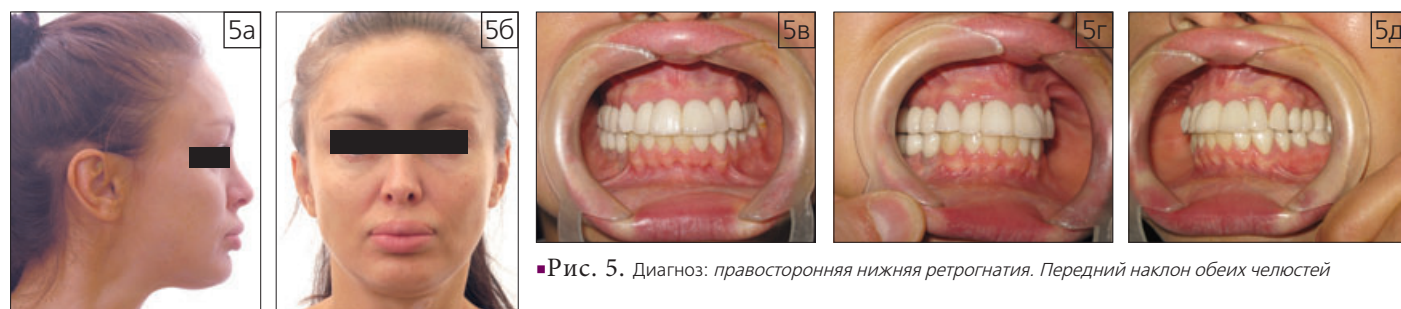 5а
5б
5в
5г
5д
▪Рис. 5. Диагноз: правосторонняя нижняя ретрогнатия. Передний наклон обеих челюстей